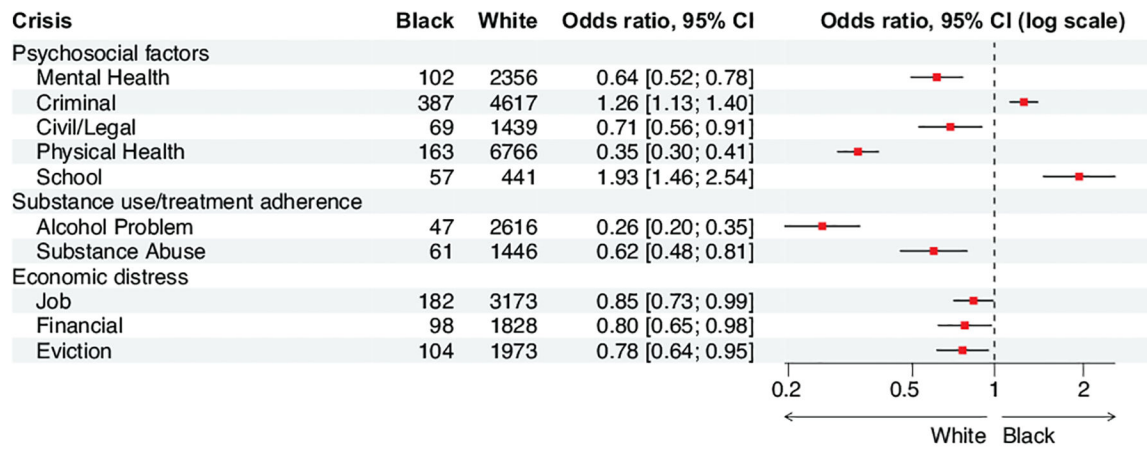 Crisis Black White Odds ratio, 95% CI Odds ratio, 95% CI (log scale)
Psychosocial factors
Mental Health 102 2356 0.64 [0.52; 0.78]
Criminal 387 4617 1.26 [1.13; 1.40]
Civil/Legal 69 1439 0.71 [0.56; 0.91]
Physical Health 163 6766 0.35 [0.30; 0.41]
School 57 441 1.93 [1.46; 2.54]
Substance use/treatment adherence
Alcohol Problem 47 2616 0.26 [0.20; 0.35]
Substance Abuse 61 1446 0.62 [0.48; 0.81]
Economic distress
Job 182 3173 0.85 [0.73; 0.99]
Financial 98 1828 0.80 [0.65; 0.98]
Eviction 104 1973 0.78 [0.64; 0.95]
0.2 0.5 1 2
White Black